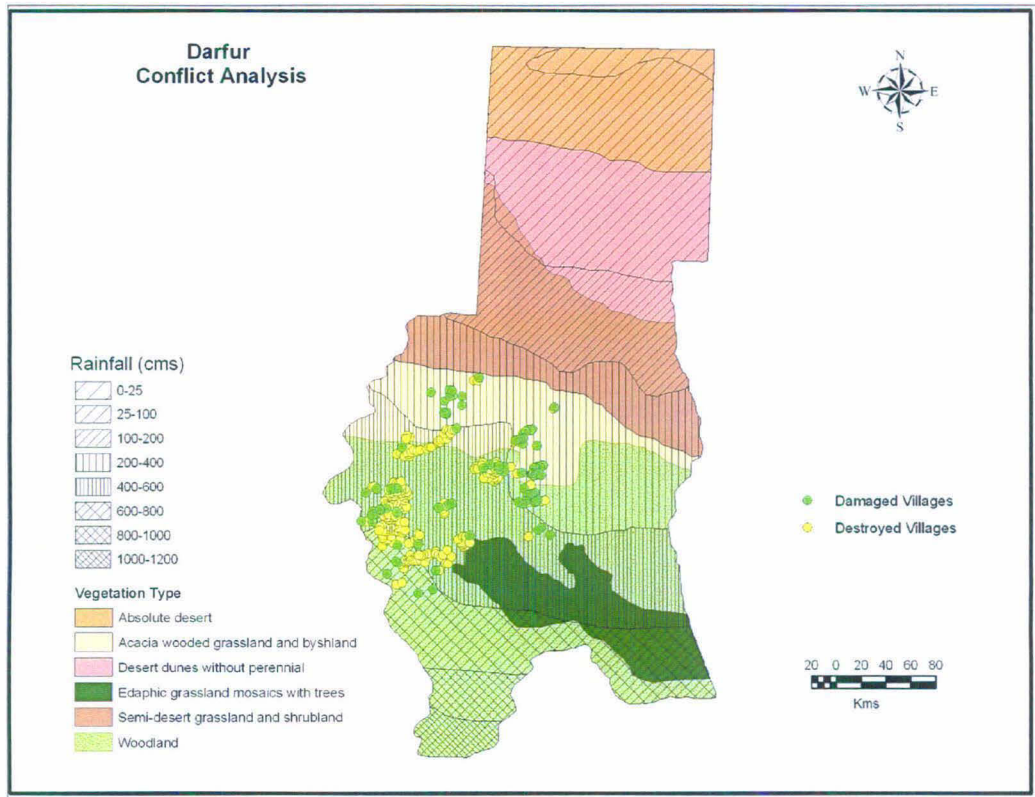 Darfur
Conflict Analysis
N
W E
S
Rainfall (cms)
0-25
25-100
100-200
200-400
400-600
600-800
800-1000
1000-1200
Vegetation Type
Absolute desert
Acacia wooded grassland and byshland
Desert dunes without perennial
Edaphic grassland mosaics with trees
Semi-desert grassland and shrubland
Woodland
Damaged Villages
Destroyed Villages
20 0 20 40 60 80
Kms